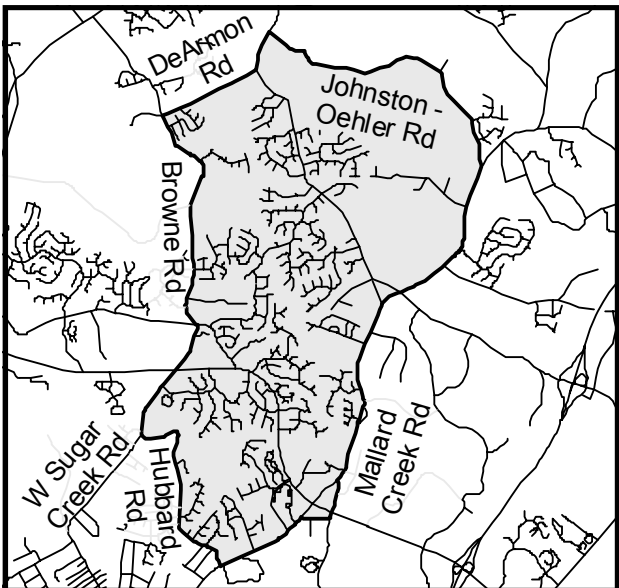 DeArmon
Rd
Johnston -
Oehler Rd
Browne Rd
Mallard
Creek Rd
W Sugar
Creek Rd
Hubbard
Rd